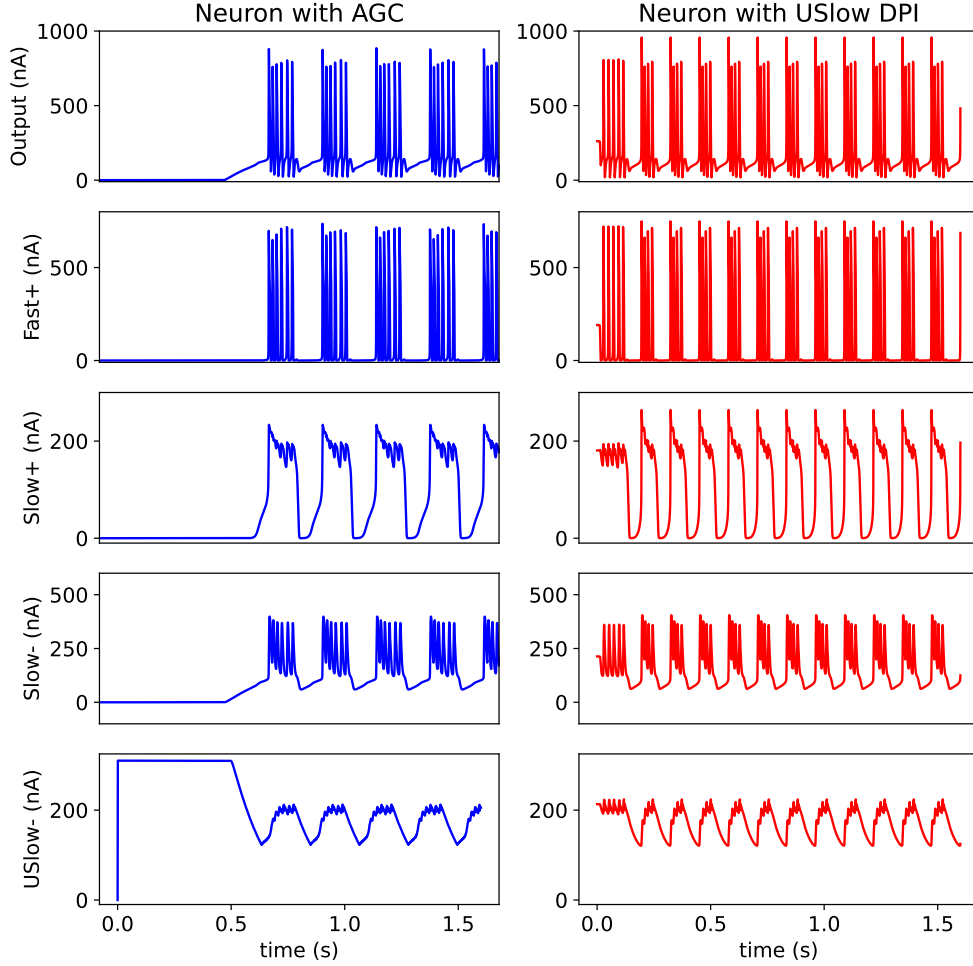 Neuron with AGC
Neuron with USlow DPI
Output (nA)
1000
500
0
1000
500
0
Fast+ (nA)
500
0
500
0
Slow+ (nA)
200
0
200
0
Slow- (nA)
500
250
0
500
250
0
USlow- (nA)
200
0
200
0
0.0 0.5 1.0 1.5
time (s)
0.0 0.5 1.0 1.5
time (s)